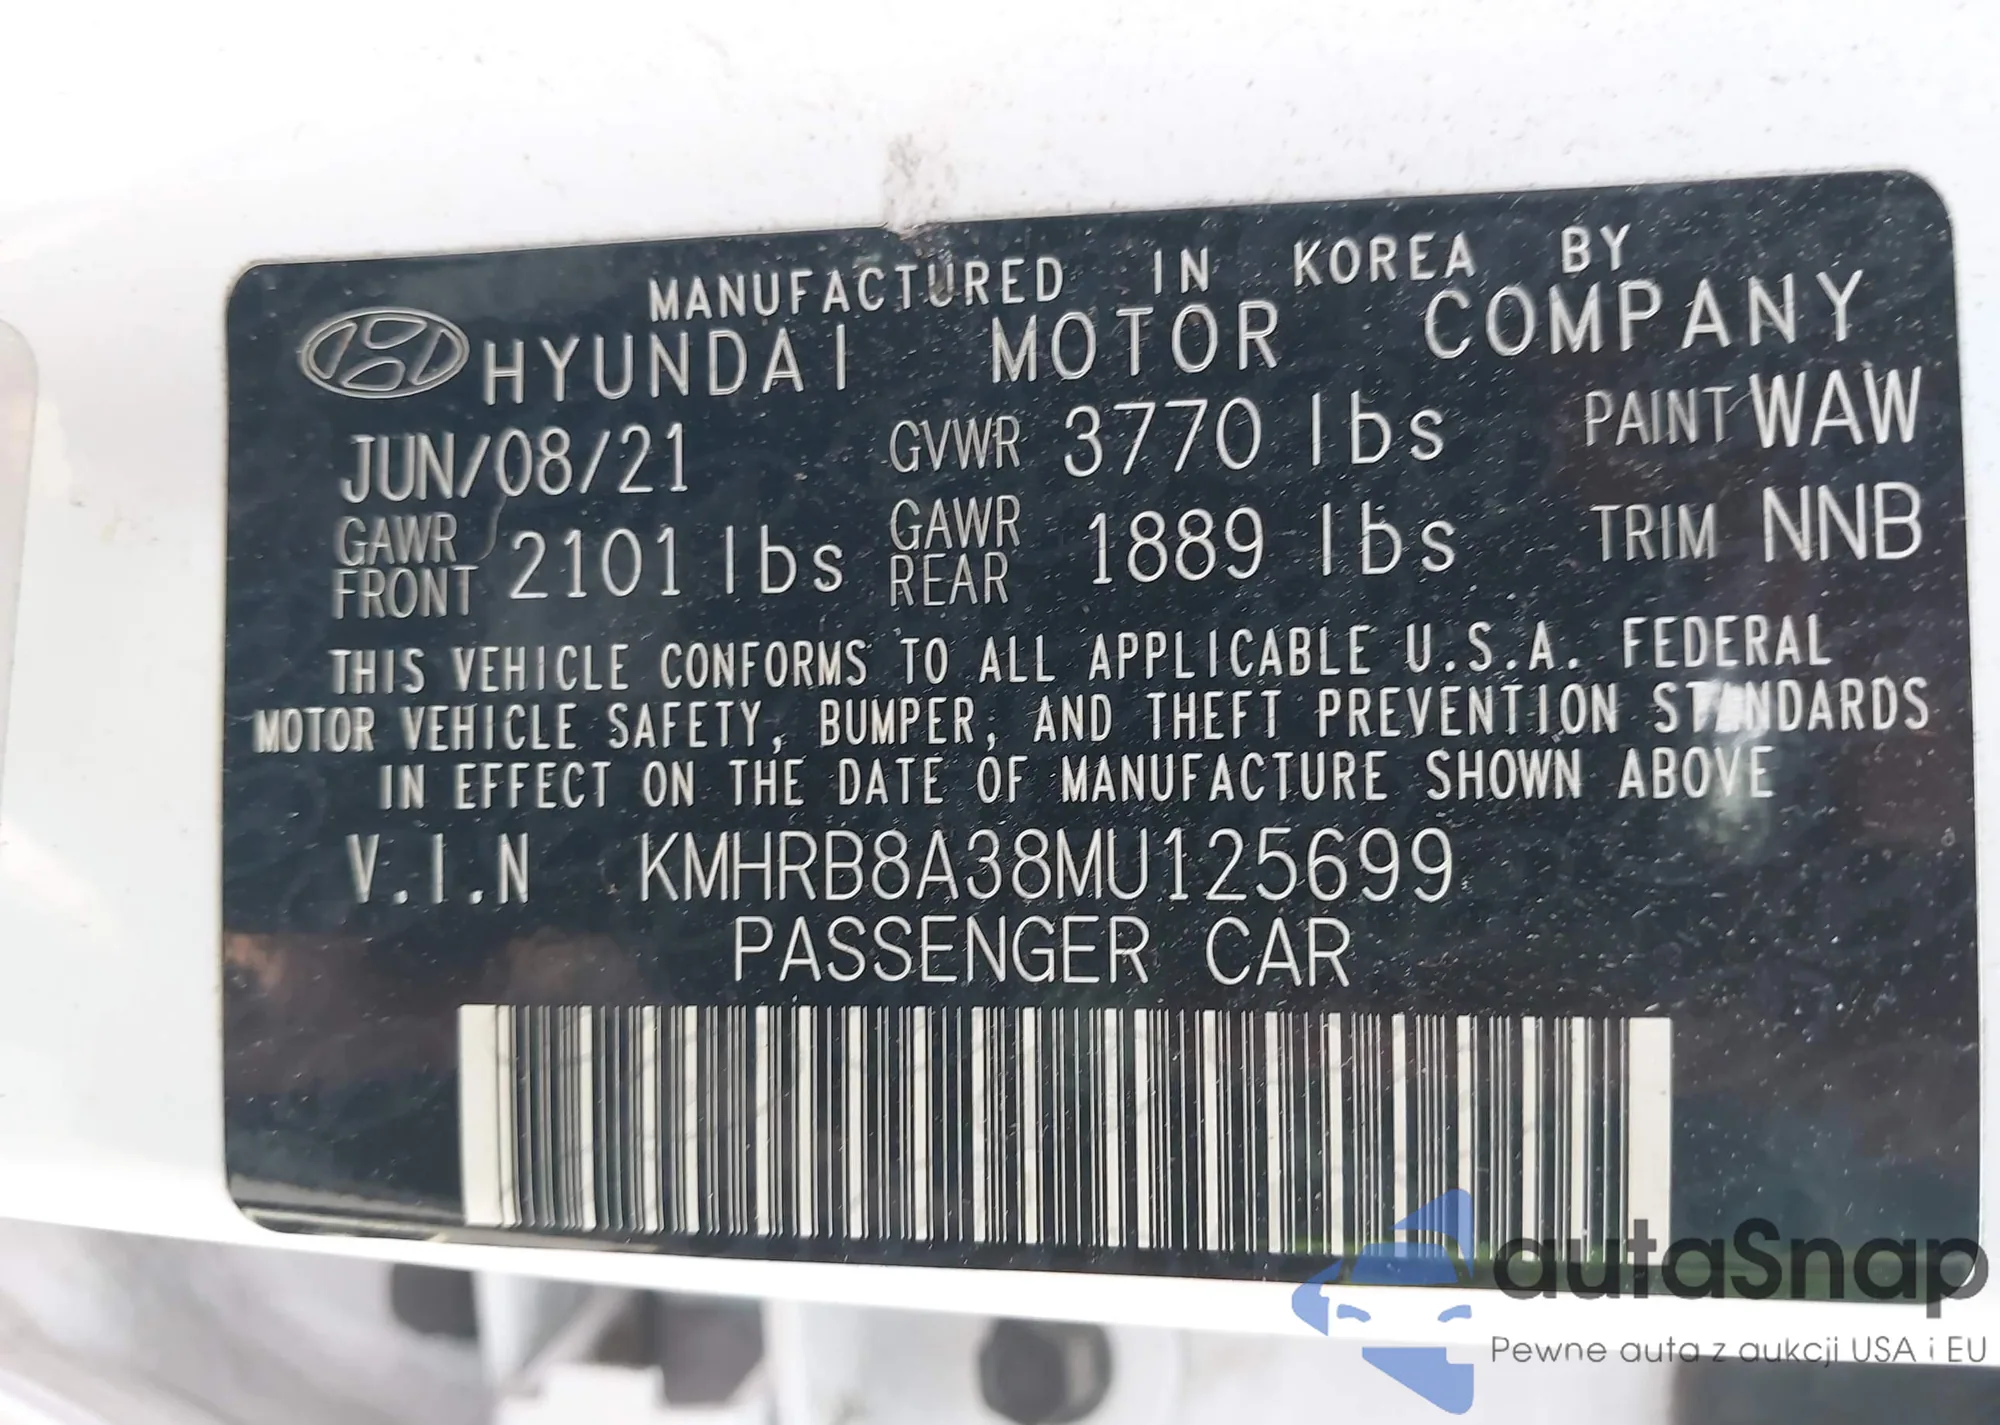 MANUFACTURED IN KOREA BY
HYUNDAI MOTOR COMPANY
JUN/08/21 GVWR 3770 lbs PAINT WAW
GAWR FRONT 2101 lbs GAWR REAR 1889 lbs TRIM NNB
THIS VEHICLE CONFORMS TO ALL APPLICABLE U.S.A. FEDERAL
MOTOR VEHICLE SAFETY, BUMPER, AND THEFT PREVENTION STANDARDS
IN EFFECT ON THE DATE OF MANUFACTURE SHOWN ABOVE
V.I.N KMHRB8A38MU125699
PASSENGER CAR
autaSnap
Pewne auta z aukcji USA i EU